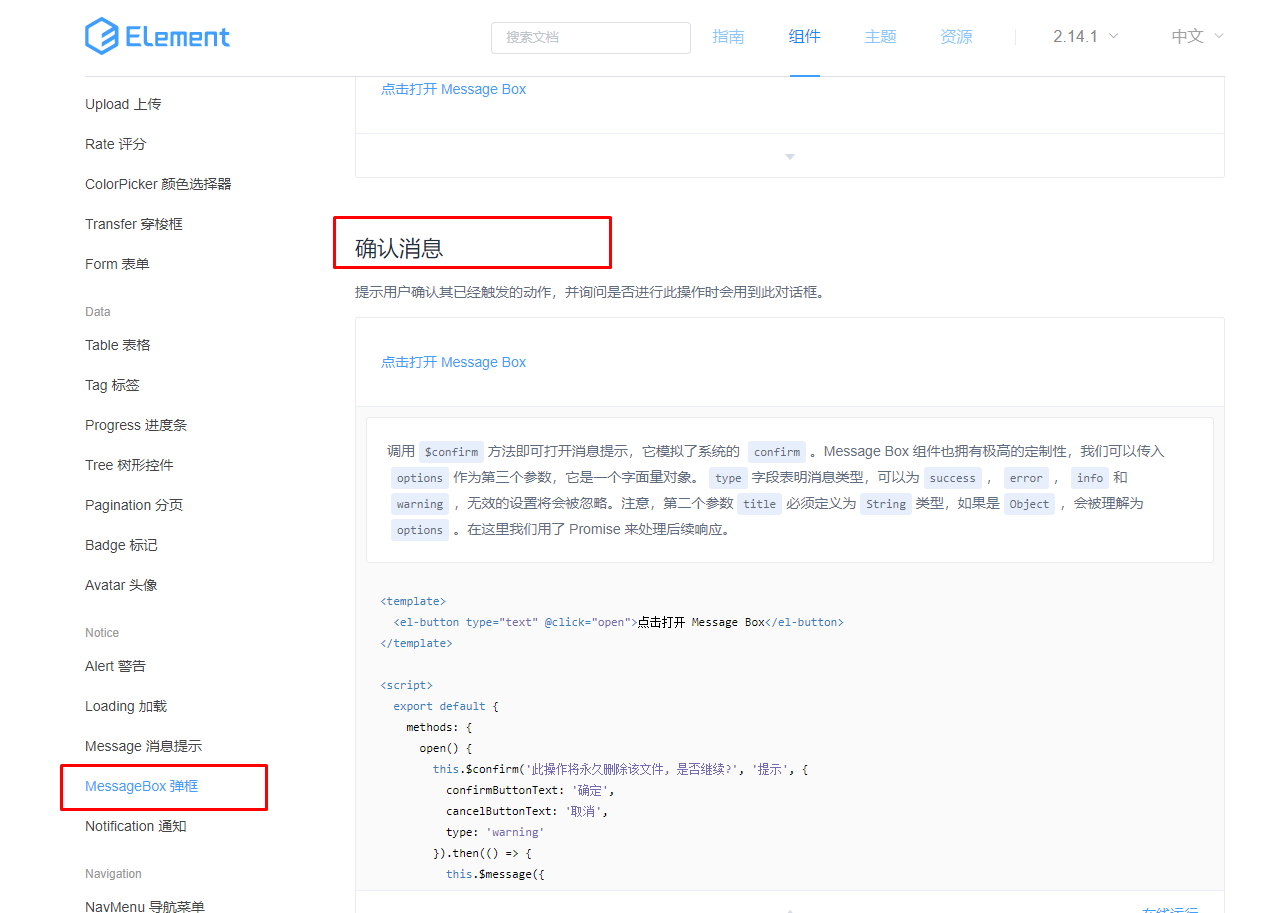 Element
搜索文档
指南
组件
主题
资源
2.14.1
中文
Upload 上传
Rate 评分
ColorPicker 颜色选择器
Transfer 穿梭框
Form 表单
Data
Table 表格
Tag 标签
Progress 进度条
Tree 树形控件
Pagination 分页
Badge 标记
Avatar 头像
Notice
Alert 警告
Loading 加载
Message 消息提示
MessageBox 弹框
Notification 通知
Navigation
NavMenu 导航菜单
点击打开 Message Box
确认消息
提示用户确认其已经触发的动作，并询问是否进行此操作时会用到此对话框。
点击打开 Message Box
调用 $confirm 方法即可打开消息提示，它模拟了系统的 confirm 。Message Box 组件也拥有极高的定制性，我们可以传入
options 作为第三个参数，它是一个字面量对象。 type 字段表明消息类型，可以为 success ， error ， info 和
warning ，无效的设置将会被忽略。注意，第二个参数 title 必须定义为 String 类型，如果是 Object ，会被理解为
options 。在这里我们用了 Promise 来处理后续响应。
<template>
<el-button type="text" @click="open">点击打开 Message Box</el-button>
</template>
<script>
export default {
methods: {
open() {
this.$confirm('此操作将永久删除该文件, 是否继续?', '提示', {
confirmButtonText: '确定',
cancelButtonText: '取消',
type: 'warning'
}).then(() => {
this.$message({
在线运行